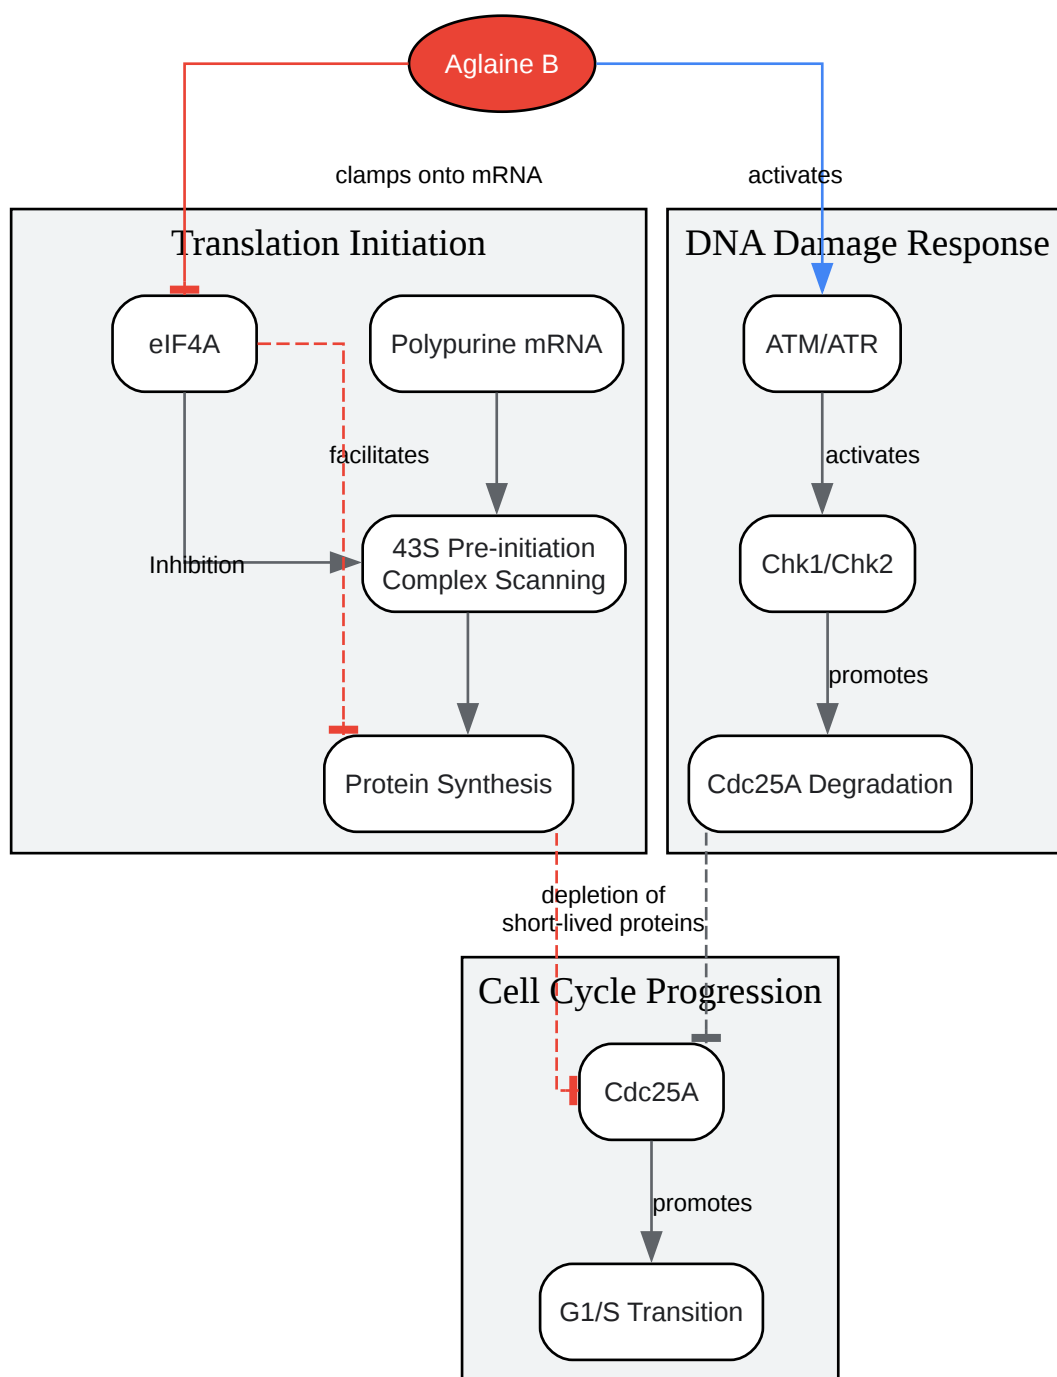 Aglaine B
clamps onto mRNA
activates
Translation Initiation
DNA Damage Response
eIF4A
Polypurine mRNA
ATM/ATR
facilitates
activates
43S Pre-initiation
Complex Scanning
Inhibition
Chk1/Chk2
promotes
Protein Synthesis
Cdc25A Degradation
depletion of
short-lived proteins
Cell Cycle Progression
Cdc25A
promotes
G1/S Transition